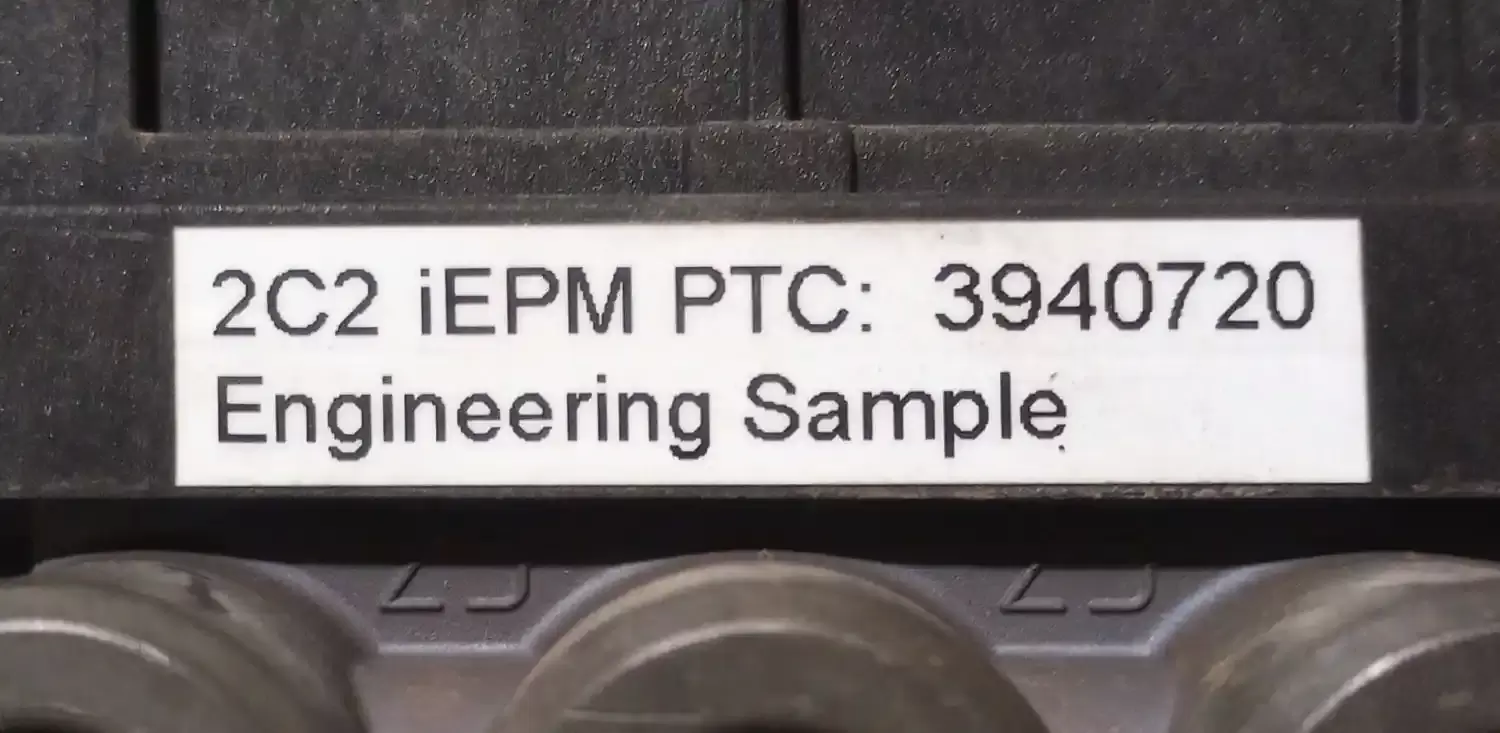 2C2 iEPM PTC: 3940720
Engineering Sample